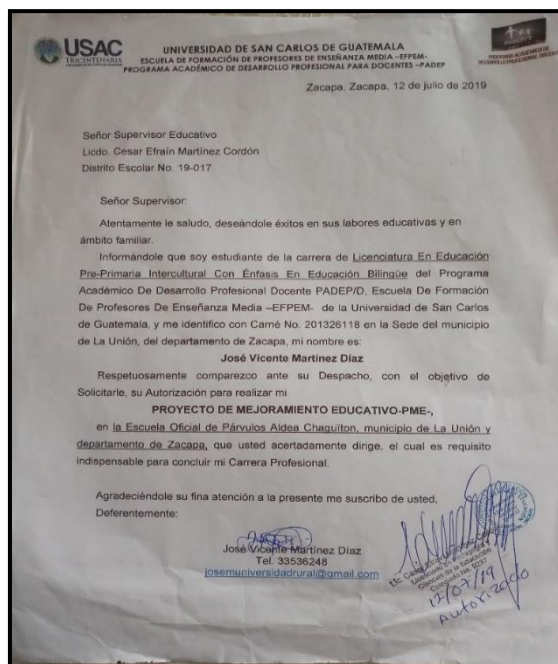 USAC
TRICENTENARIA
UNIVERSIDAD DE SAN CARLOS DE GUATEMALA
ESCUELA DE FORMACIÓN DE PROFESORES DE ENSEÑANZA MEDIA -EFPEM-
PROGRAMA ACADÉMICO DE DESARROLLO PROFESIONAL PARA DOCENTES –PADEP
Zacapa, Zacapa, 12 de julio de 2019
Señor Supervisor Educativo
Licdo. Cesar Efraín Martínez Cordón
Distrito Escolar No. 19-017
Señor Supervisor:
Atentamente le saludo, deseándole éxitos en sus labores educativas y en
ámbito familiar.
Informándole que soy estudiante de la carrera de Licenciatura En Educación
Pre-Primaria Intercultural Con Énfasis En Educación Bilingüe del Programa
Académico De Desarrollo Profesional Docente PADEP/D, Escuela De Formación
De Profesores De Enseñanza Media –EFPEM- de la Universidad de San Carlos
de Guatemala, y me identifico con Carné No. 201326118 en la Sede del municipio
de La Unión, del departamento de Zacapa, mi nombre es:
José Vicente Martínez Díaz
Respetuosamente comparezco ante su Despacho, con el objetivo de
Solicitarle, su Autorización para realizar mi
PROYECTO DE MEJORAMIENTO EDUCATIVO-PME-,
en la Escuela Oficial de Párvulos Aldea Chaguiton, municipio de La Unión y
departamento de Zacapa, que usted acertadamente dirige, el cual es requisito
indispensable para concluir mi Carrera Profesional.
Agradeciéndole su fina atención a la presente me suscribo de usted,
Deferentemente:
José Vicente Martínez Díaz
Tel. 33536248
josemuniversidadrural@gmail.com
12/07/19
Autorizado